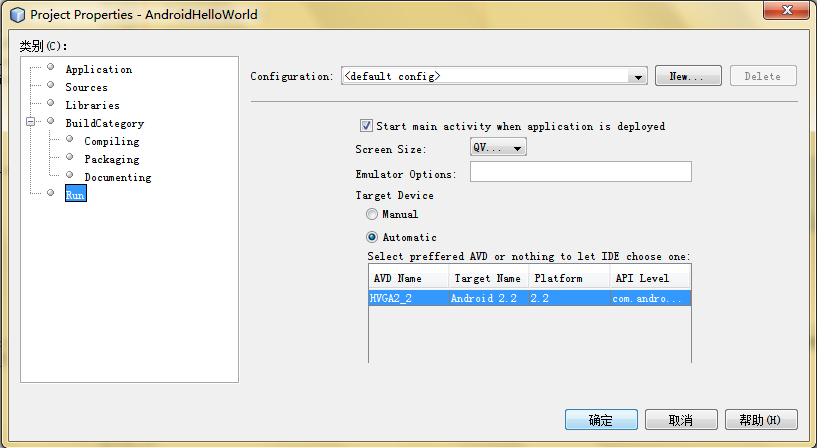 Project Properties - AndroidHelloWorld
类别(C):
Application
Sources
Libraries
BuildCategory
Compiling
Packaging
Documenting
Run
Configuration: <default config> New... Delete
Start main activity when application is deployed
Screen Size: QV...
Emulator Options:
Target Device
Manual
Automatic
Select preffered AVD or nothing to let IDE choose one:
AVD Name Target Name Platform API Level
HVGA2_2 Android 2.2 2.2 com.andro...
确定 取消 帮助(H)